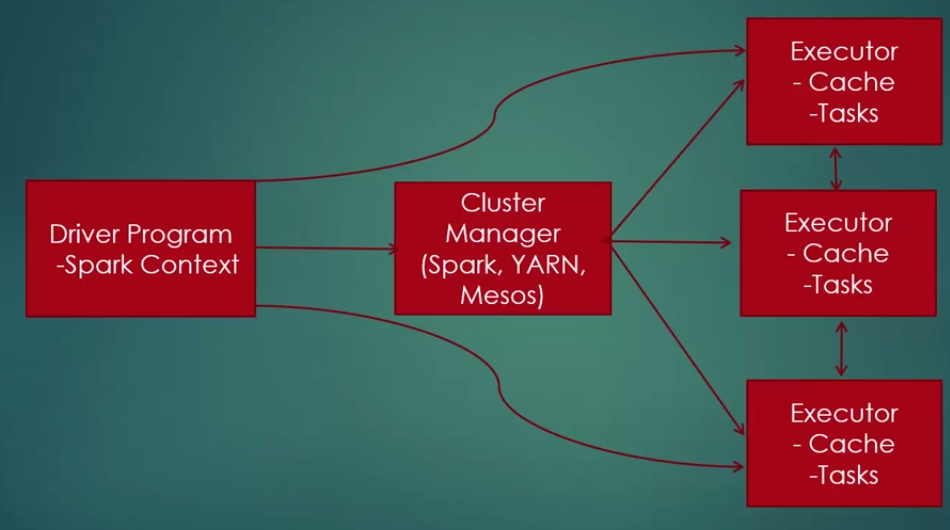 Driver Program
-Spark Context
Cluster
Manager
(Spark, YARN,
Mesos)
Executor
- Cache
-Tasks
Executor
- Cache
-Tasks
Executor
- Cache
-Tasks